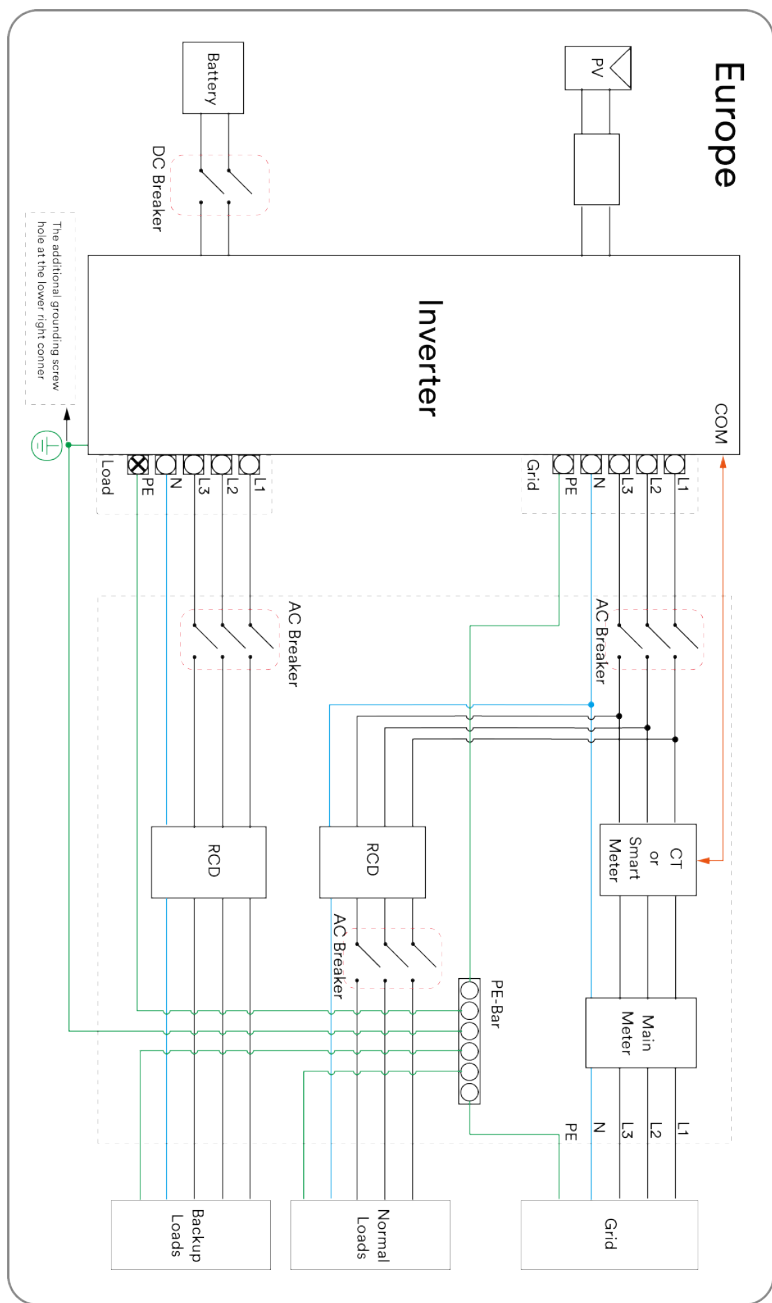 Europe
PV
Battery
DC Breaker
Inverter
COM
L1
L2
L3
N
PE
Grid
L1
L2
L3
N
PE
Load
The additional grounding screw
hole at the lower right conner
AC Breaker
AC Breaker
CT
or
Smart
Meter
Main
Meter
L1
L2
L3
N
PE
Grid
RCD
AC Breaker
PE-Bar
Normal
Loads
RCD
Backup
Loads